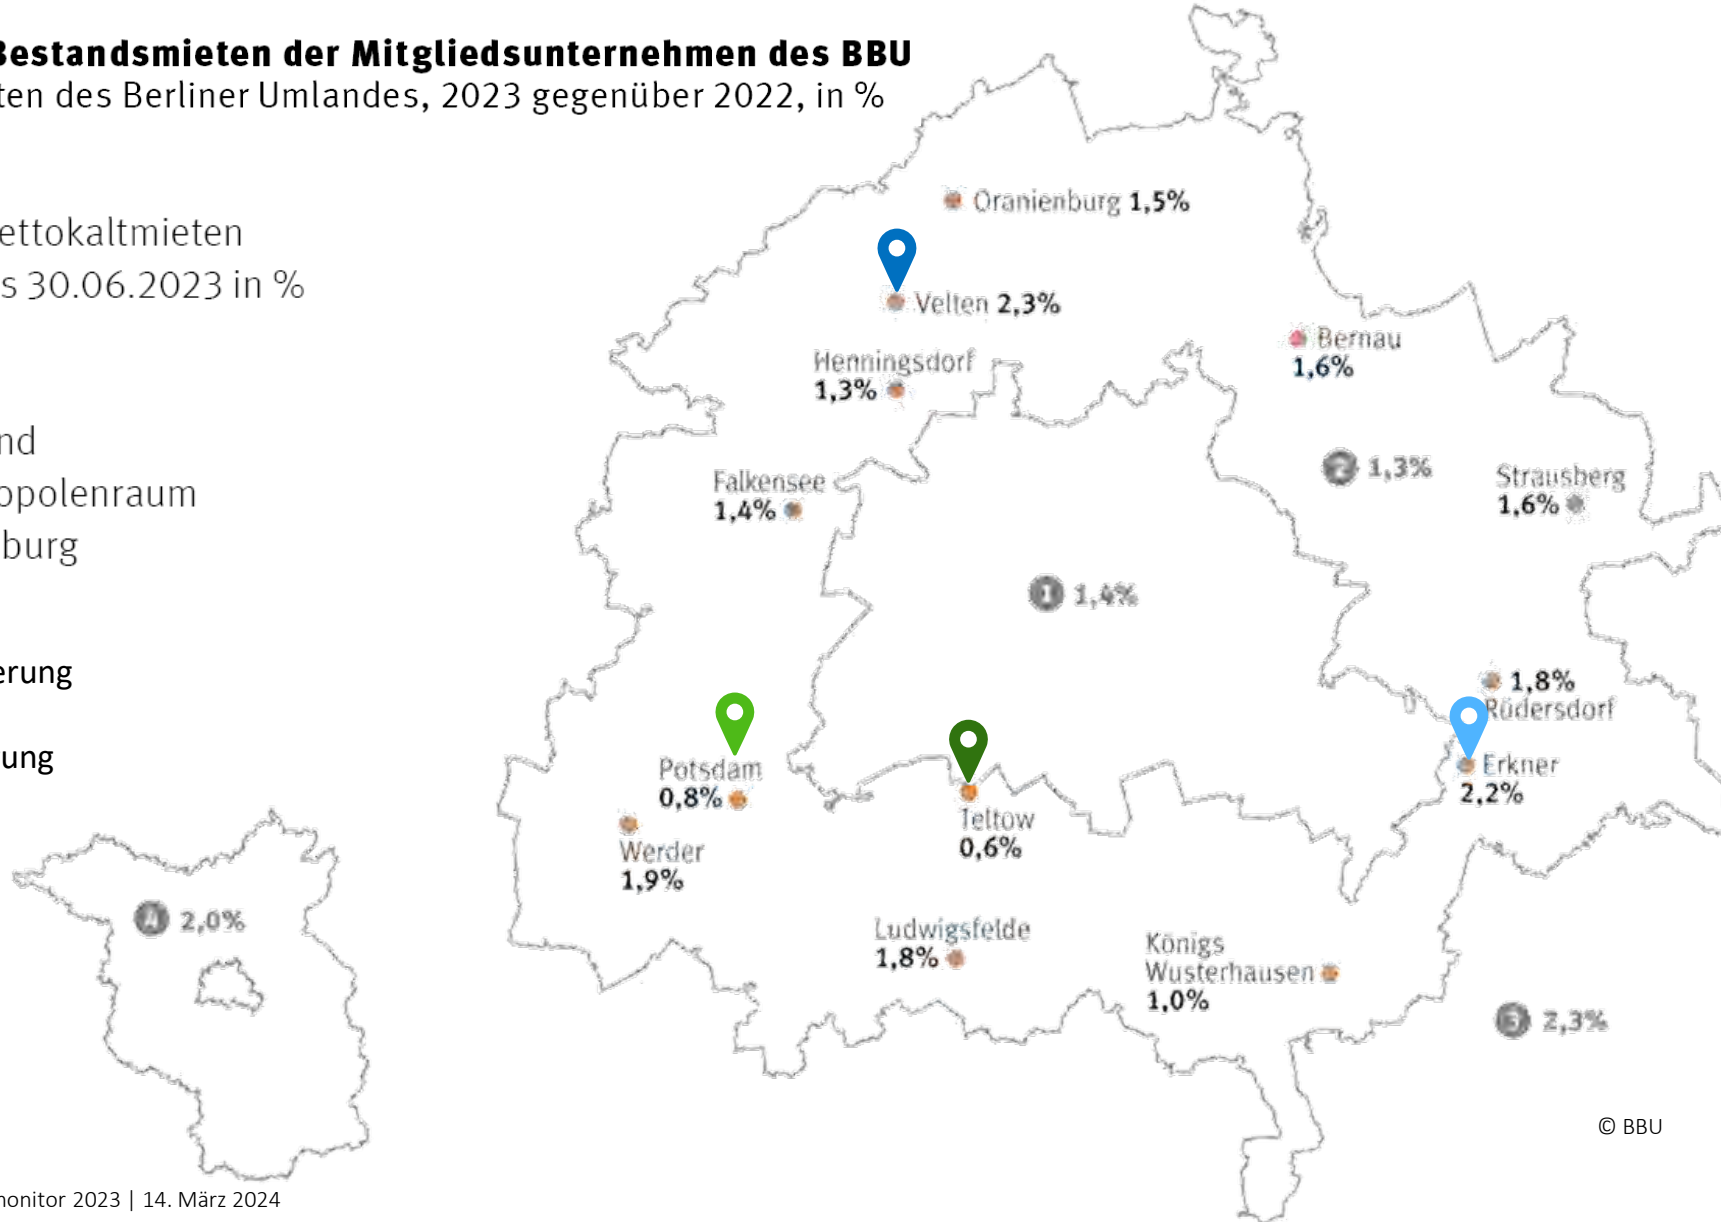 Bestandsmieten der Mitgliedsunternehmen des BBU
ten des Berliner Umlandes, 2023 gegenüber 2022, in %
ettokaltmieten
s 30.06.2023 in %
nd
opolenraum
burg
erung
ung
Oranienburg 1,5%
Velten 2,3%
Henningsdorf
1,3%
Bernau
1,6%
Falkensee
1,4%
2 1,3%
Strausberg
1,6%
1 1,4%
1,8%
Rüdersdorf
Potsdam
0,8%
Erkner
2,2%
Teltow
0,6%
Werder
1,9%
4 2,0%
Ludwigsfelde
1,8%
Königs
Wusterhausen
1,0%
3 2,3%
© BBU
monitor 2023 | 14. März 2024